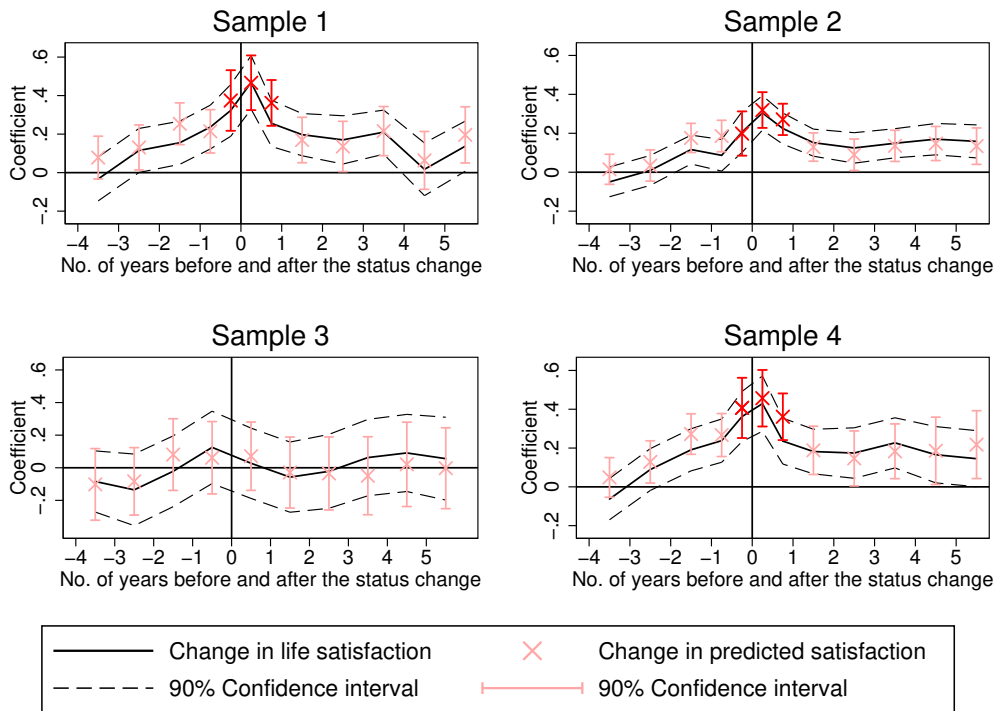 Sample 1
Coefficient
.6
.4
.2
0
-.2
−4 −3 −2 −1 0 1 2 3 4 5
No. of years before and after the status change
Sample 2
Coefficient
.6
.4
.2
0
-.2
−4 −3 −2 −1 0 1 2 3 4 5
No. of years before and after the status change
Sample 3
Coefficient
.6
.4
.2
0
-.2
−4 −3 −2 −1 0 1 2 3 4 5
No. of years before and after the status change
Sample 4
Coefficient
.6
.4
.2
0
-.2
−4 −3 −2 −1 0 1 2 3 4 5
No. of years before and after the status change
Change in life satisfaction
Change in predicted satisfaction
90% Confidence interval
90% Confidence interval